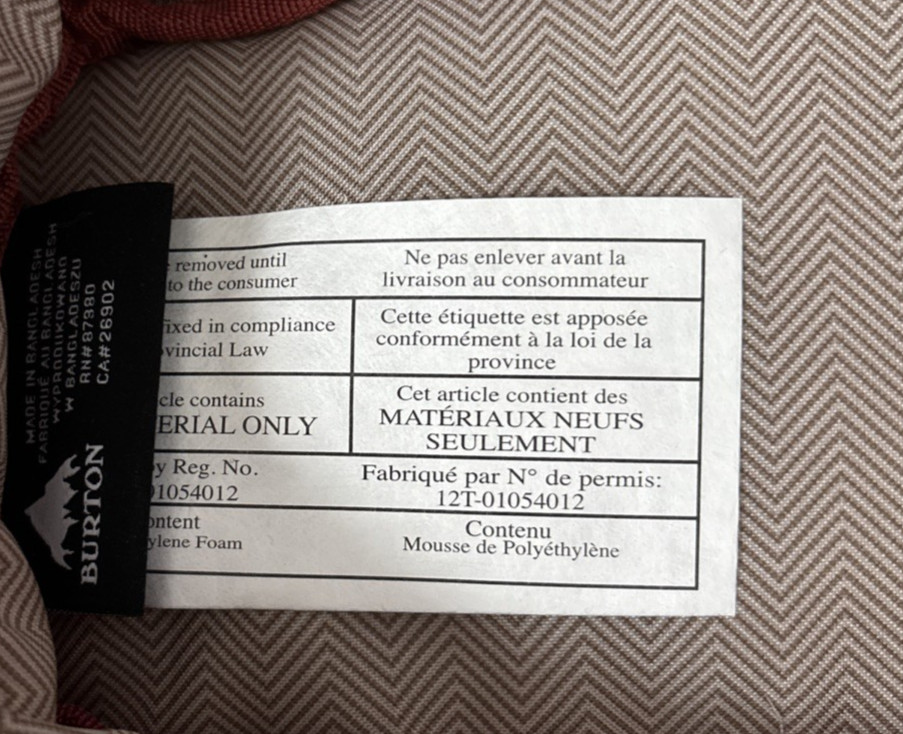 MADE IN BANGLADESH
FABRIQUÉ AU BANGLADESH
WYPRODUKOWANO
W BANGLADESZU
RN#87380
CA#26902
BURTON
removed until
to the consumer
Ne pas enlever avant la
livraison au consommateur
ixed in compliance
vincial Law
Cette étiquette est apposée
conformément à la loi de la
province
cle contains
ERIAL ONLY
Cet article contient des
MATÉRIAUX NEUFS
SEULEMENT
y Reg. No.
01054012
Fabriqué par N° de permis:
12T-01054012
ontent
ylene Foam
Contenu
Mousse de Polyéthylène